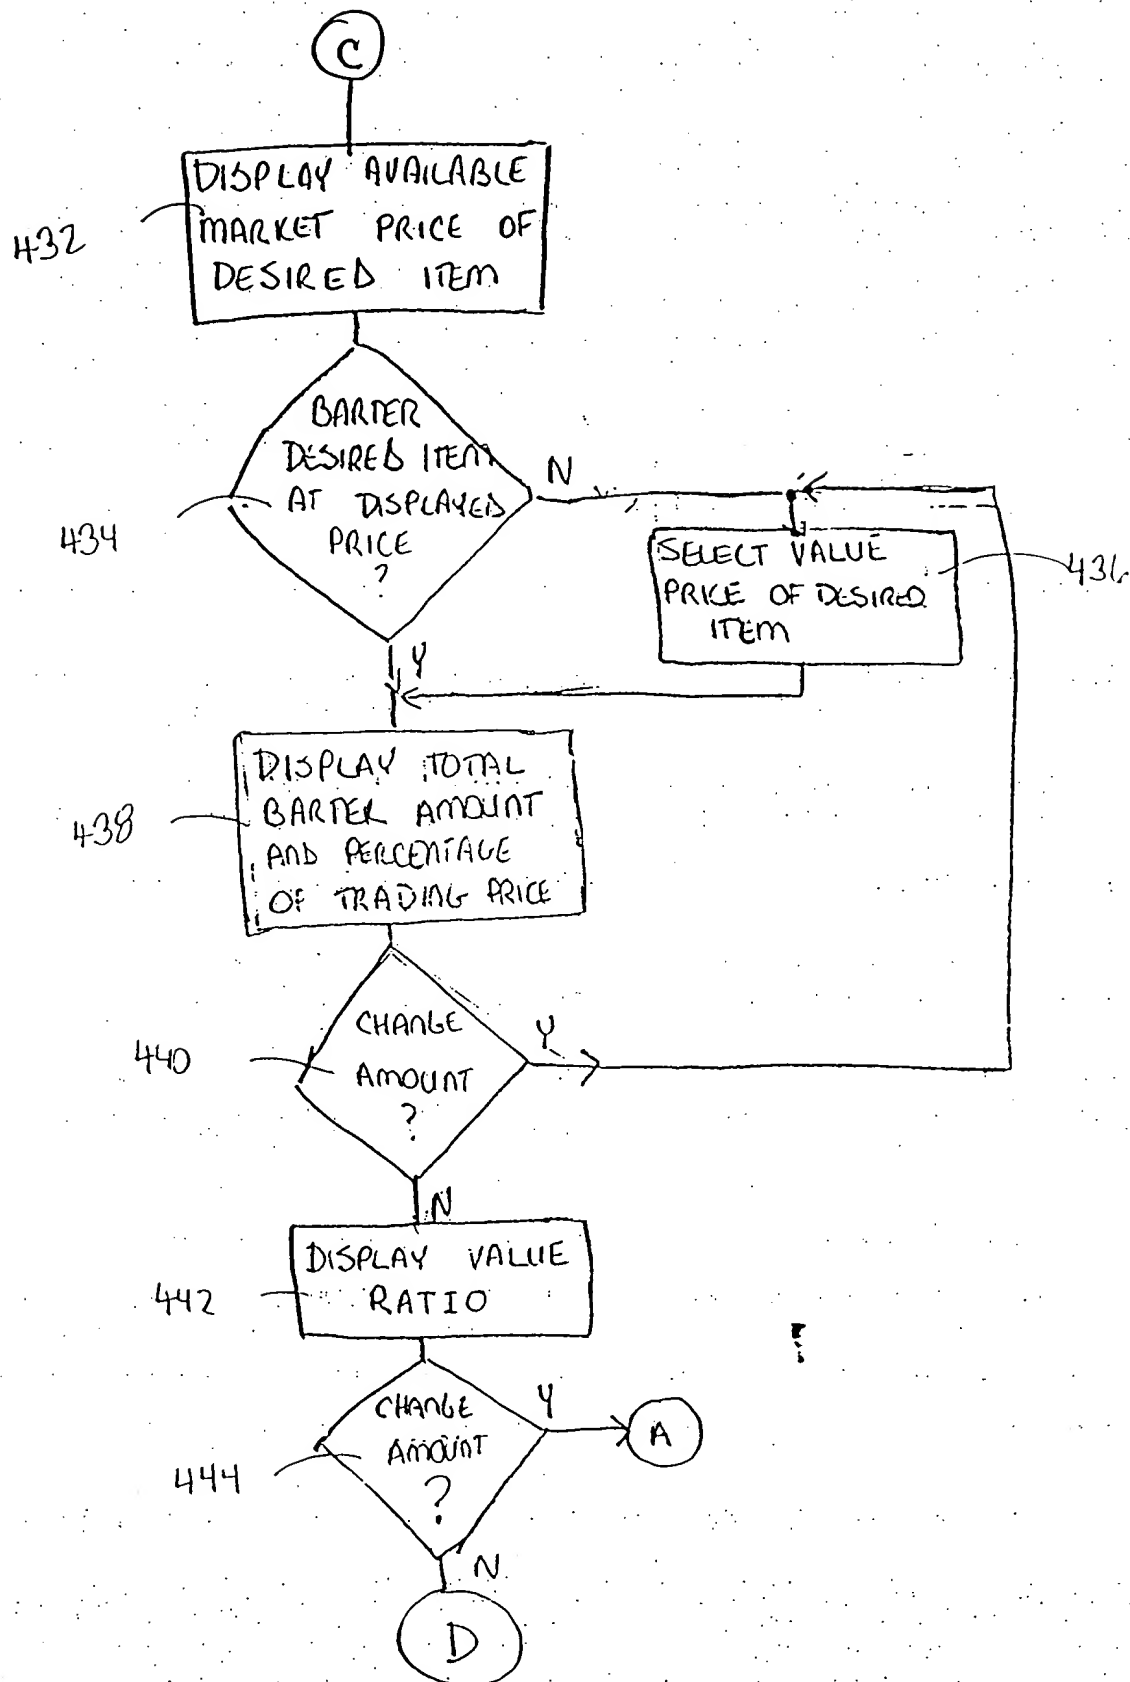 C
DISPLAY AVAILABLE
MARKET PRICE OF
DESIRED ITEM
432
BARTER
DESIRED ITEM
AT DISPLAYED
PRICE
?
434
N
SELECT VALUE
PRICE OF DESIRED
ITEM
436
Y
DISPLAY TOTAL
BARTER AMOUNT
AND PERCENTAGE
OF TRADING PRICE
438
CHANGE
AMOUNT
?
440
Y
N
DISPLAY VALUE
RATIO
442
CHANGE
AMOUNT
?
444
Y
A
N
D